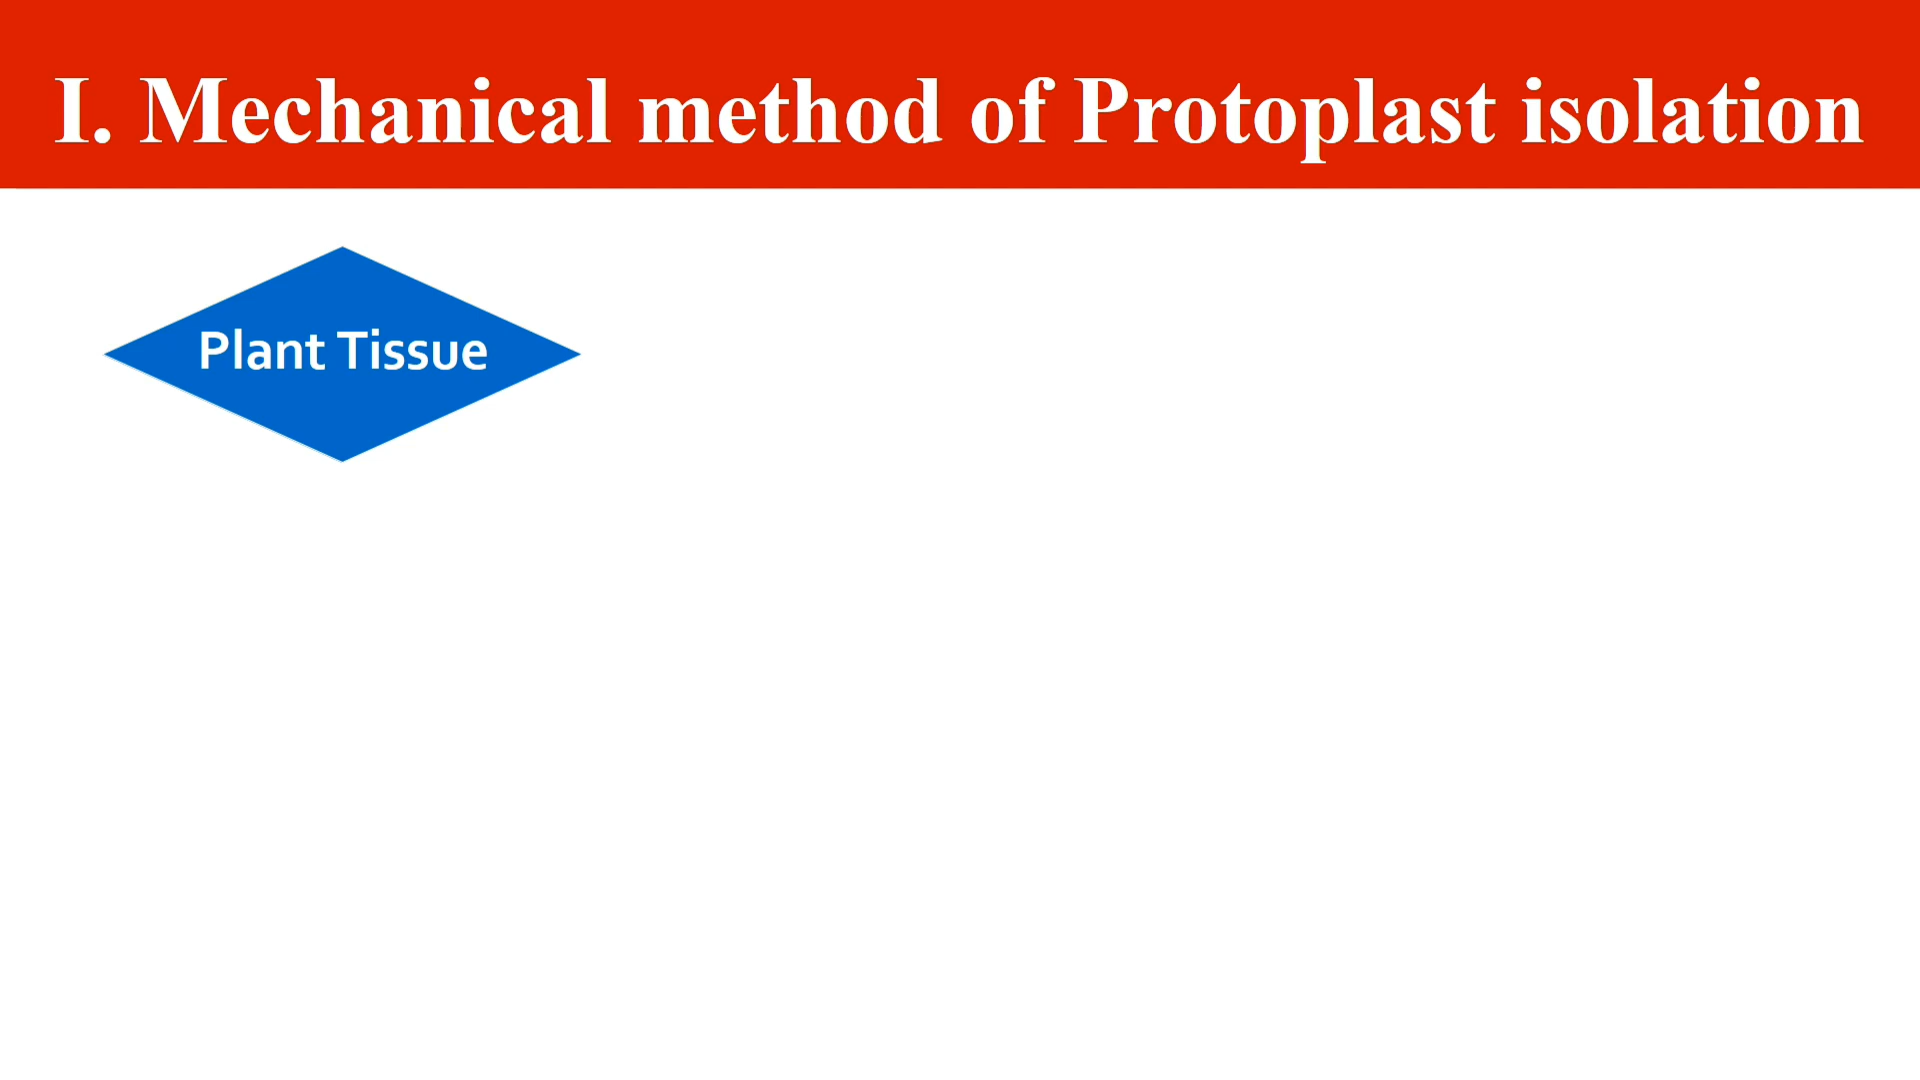 I. Mechanical method of Protoplast isolation
Plant Tissue